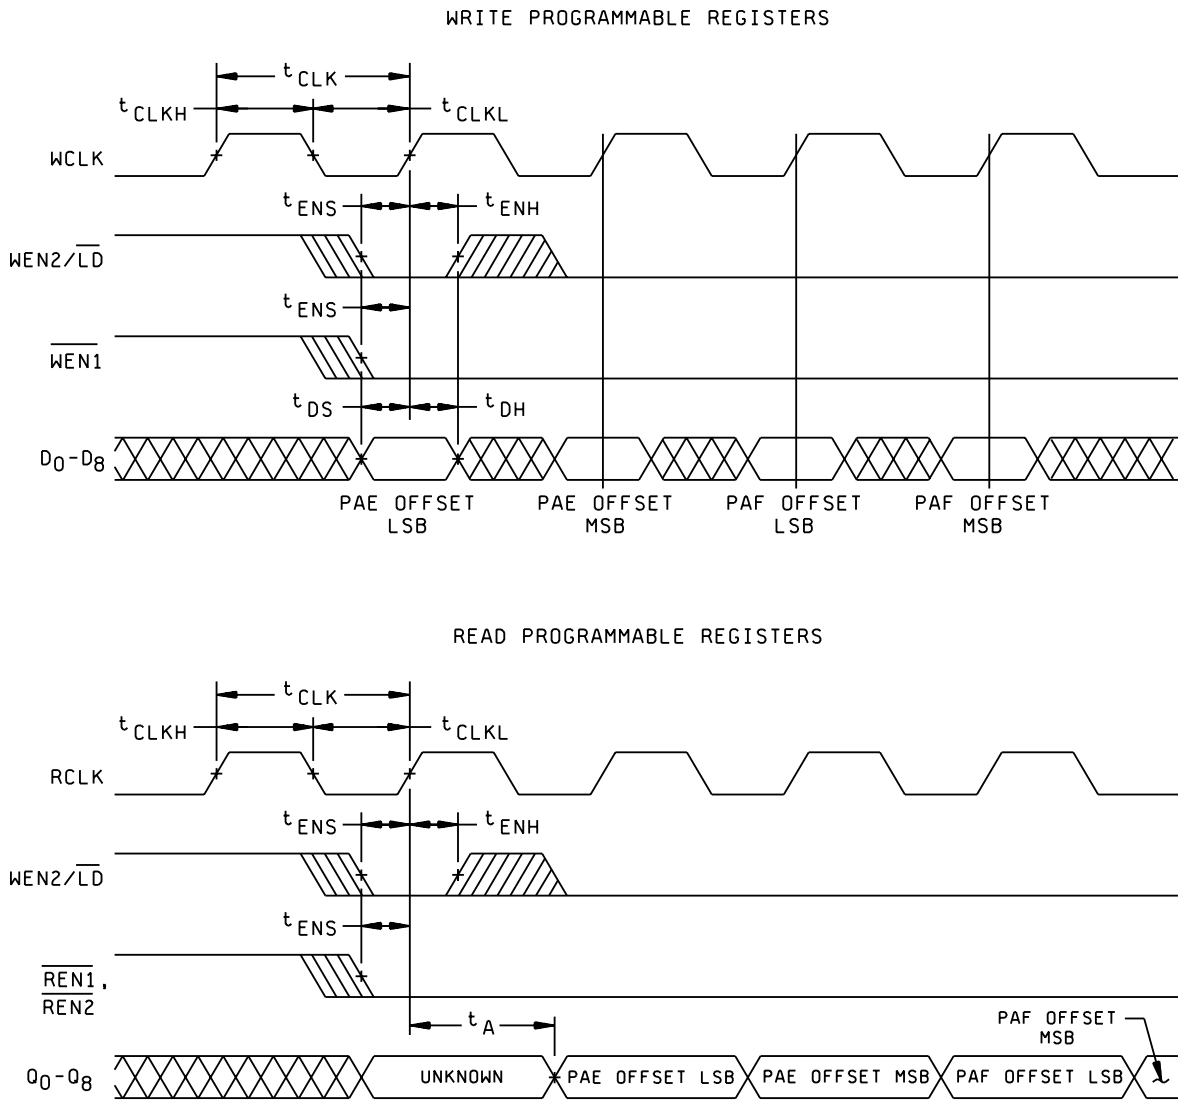 WRITE PROGRAMMABLE REGISTERS
tCLK
tCLKH
tCLKL
WCLK
tENS
tENH
WEN2/LD
tENS
WEN1
tDS
tDH
D0-D8
PAE OFFSET
LSB
PAE OFFSET
MSB
PAF OFFSET
LSB
PAF OFFSET
MSB
READ PROGRAMMABLE REGISTERS
tCLK
tCLKH
tCLKL
RCLK
tENS
tENH
WEN2/LD
tENS
REN1,
REN2
tA
PAF OFFSET
MSB
Q0-Q8
UNKNOWN
PAE OFFSET LSB
PAE OFFSET MSB
PAF OFFSET LSB